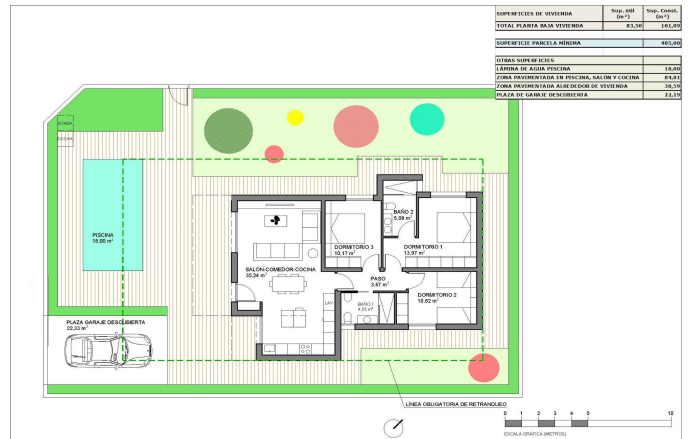 SUPERFICIES DE VIVIENDA Sup. útil (m²) Sup. Const. (m²)
TOTAL PLANTA BAJA VIVIENDA 83,50 101,09
SUPERFICIE PARCELA MÍNIMA 405,00
OTRAS SUPERFICIES
LÁMINA DE AGUA PISCINA 18,00
ZONA PAVIMENTADA EN PISCINA, SALÓN Y COCINA 84,81
ZONA PAVIMENTADA ALREDEDOR DE VIVIENDA 38,59
PLAZA DE GARAJE DESCUBIERTA 22,19
BOMBA
DUCHA
PISCINA
18,00 m²
BAÑO 2
5,08 m²
DORMITORIO 3
10,17 m²
DORMITORIO 1
13,97 m²
SALÓN-COMEDOR-COCINA
35,24 m²
PASO
3,67 m²
DORMITORIO 2
10,82 m²
LAV
BAÑO 1
4,55 m²
PLAZA GARAJE DESCUBIERTA
22,33 m²
LÍNEA OBLIGATORIA DE RETRANQUEO
0 1 2 3 4 5 10
ESCALA GRÁFICA (METROS)